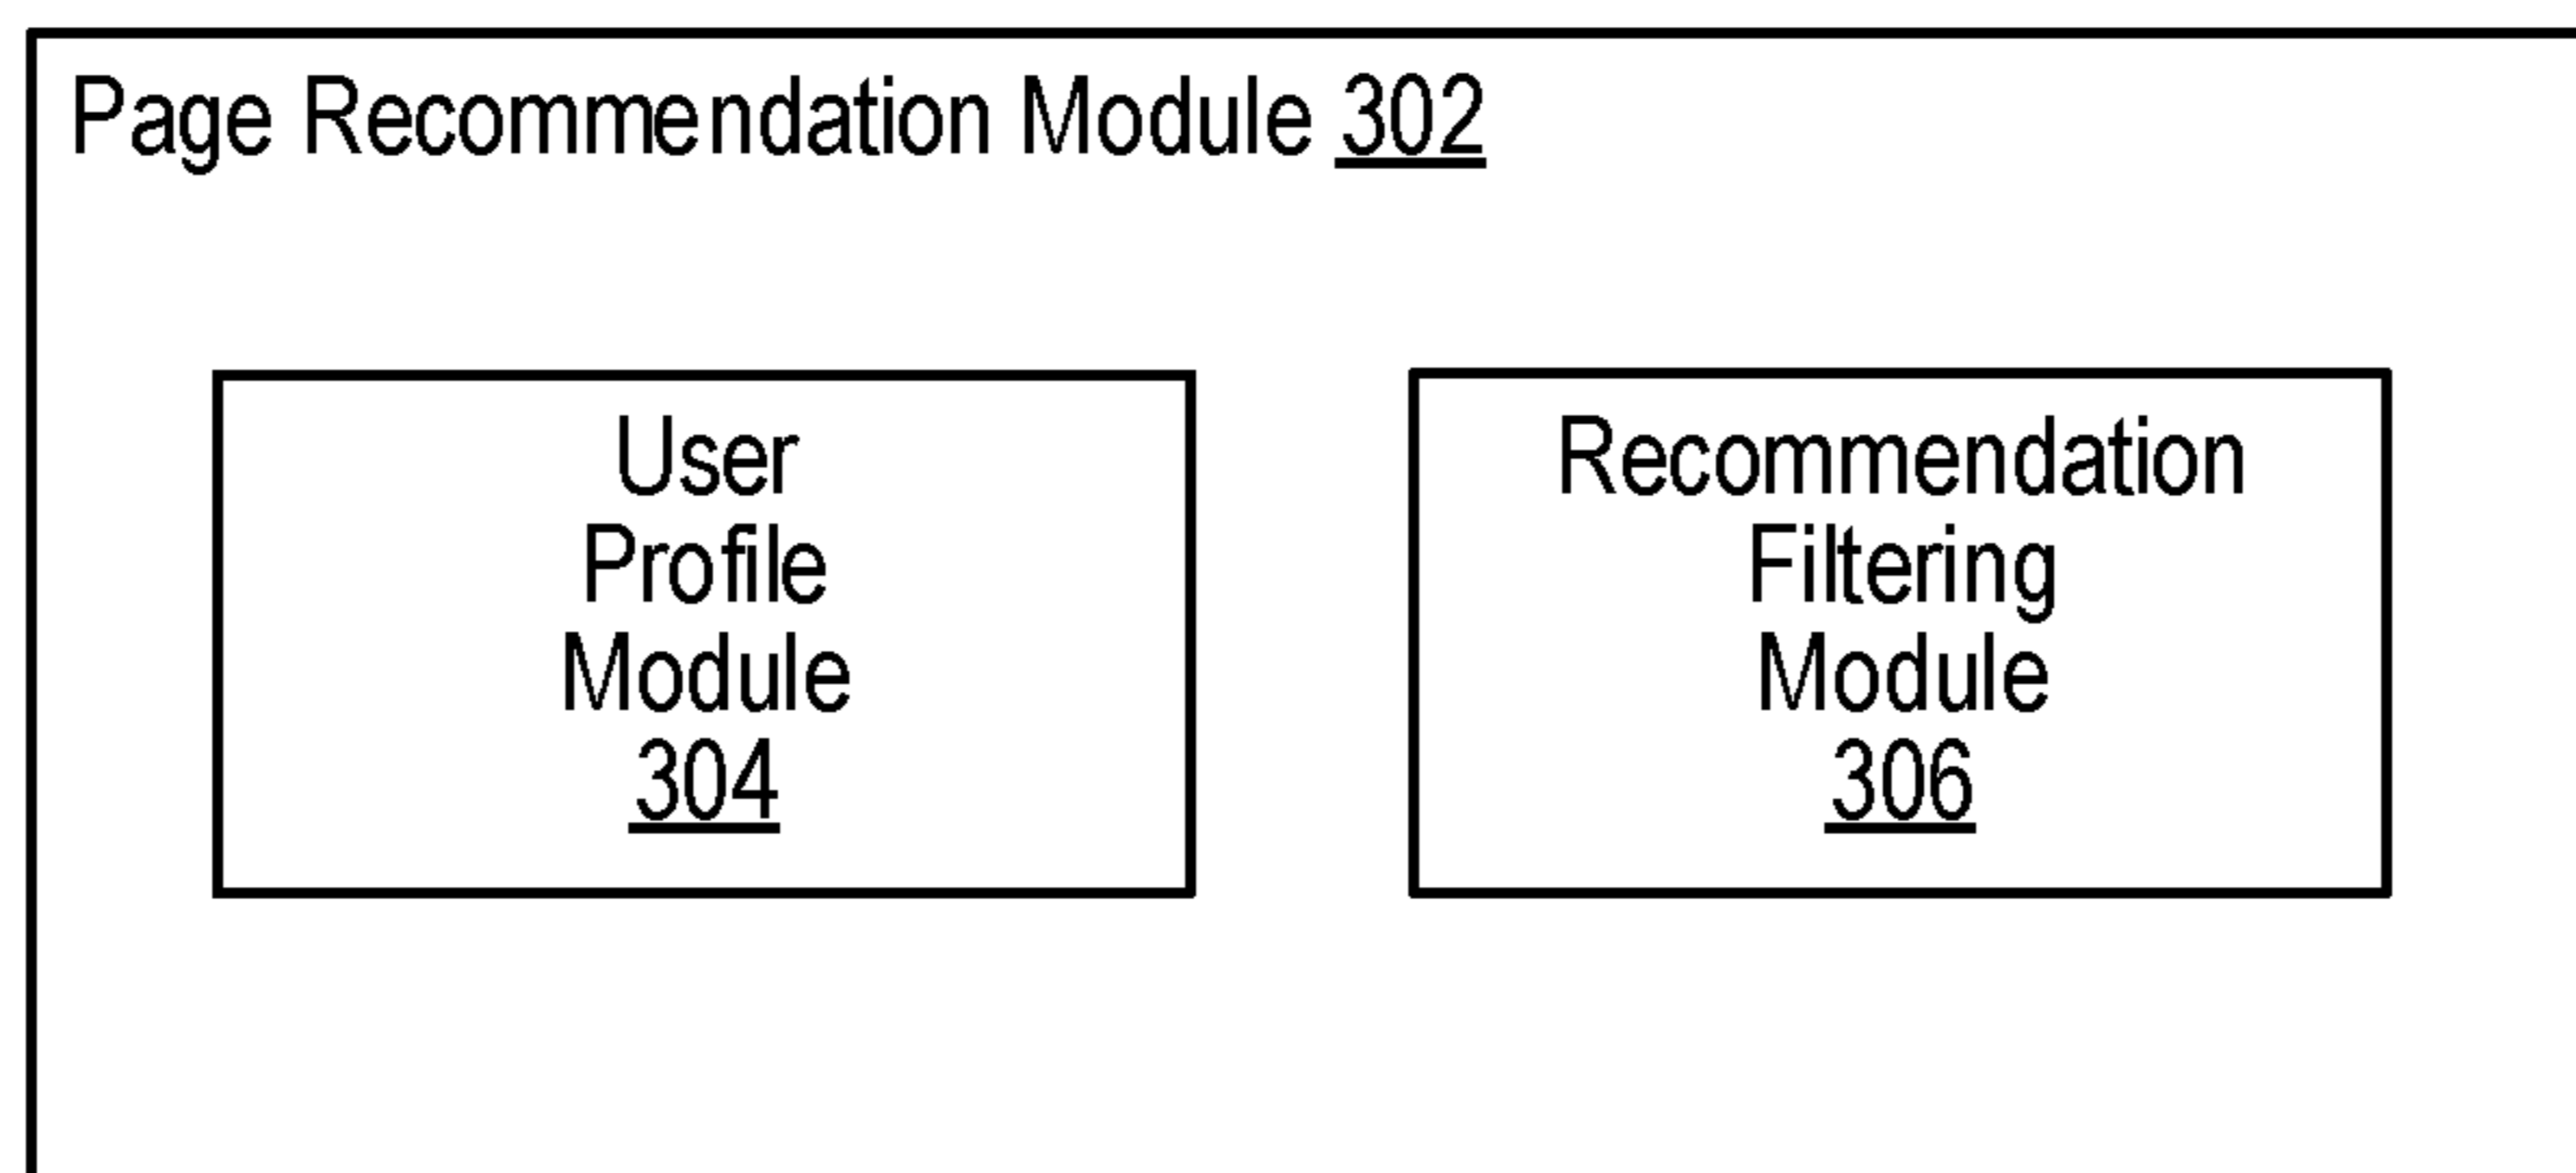 Page Recommendation Module 302
User
Profile
Module
304
Recommendation
Filtering
Module
306